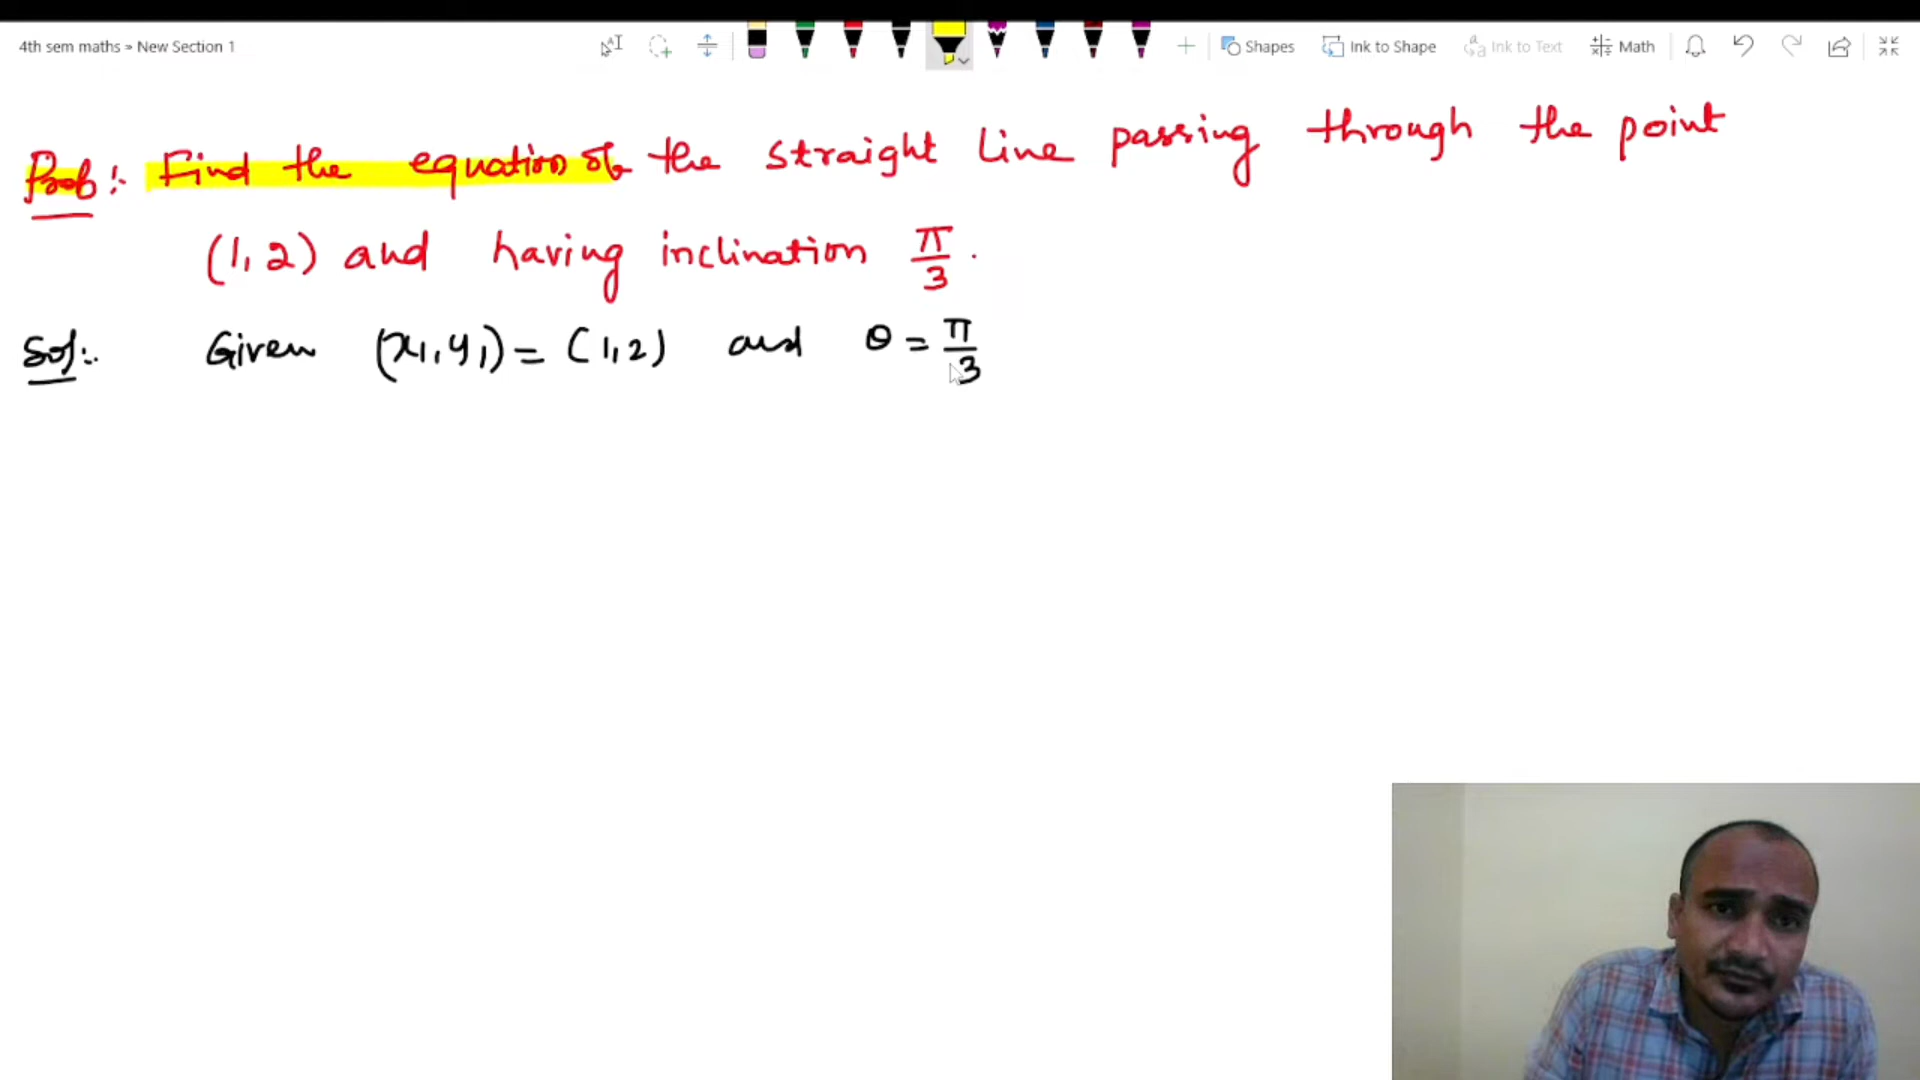 4th sem maths » New Section 1
Shapes Ink to Shape Ink to Text Math
Prob:- Find the equation of the straight line passing through the point
(1,2) and having inclination π/3.
Sol:. Given (x₁,y₁) = (1,2) and θ = π/3